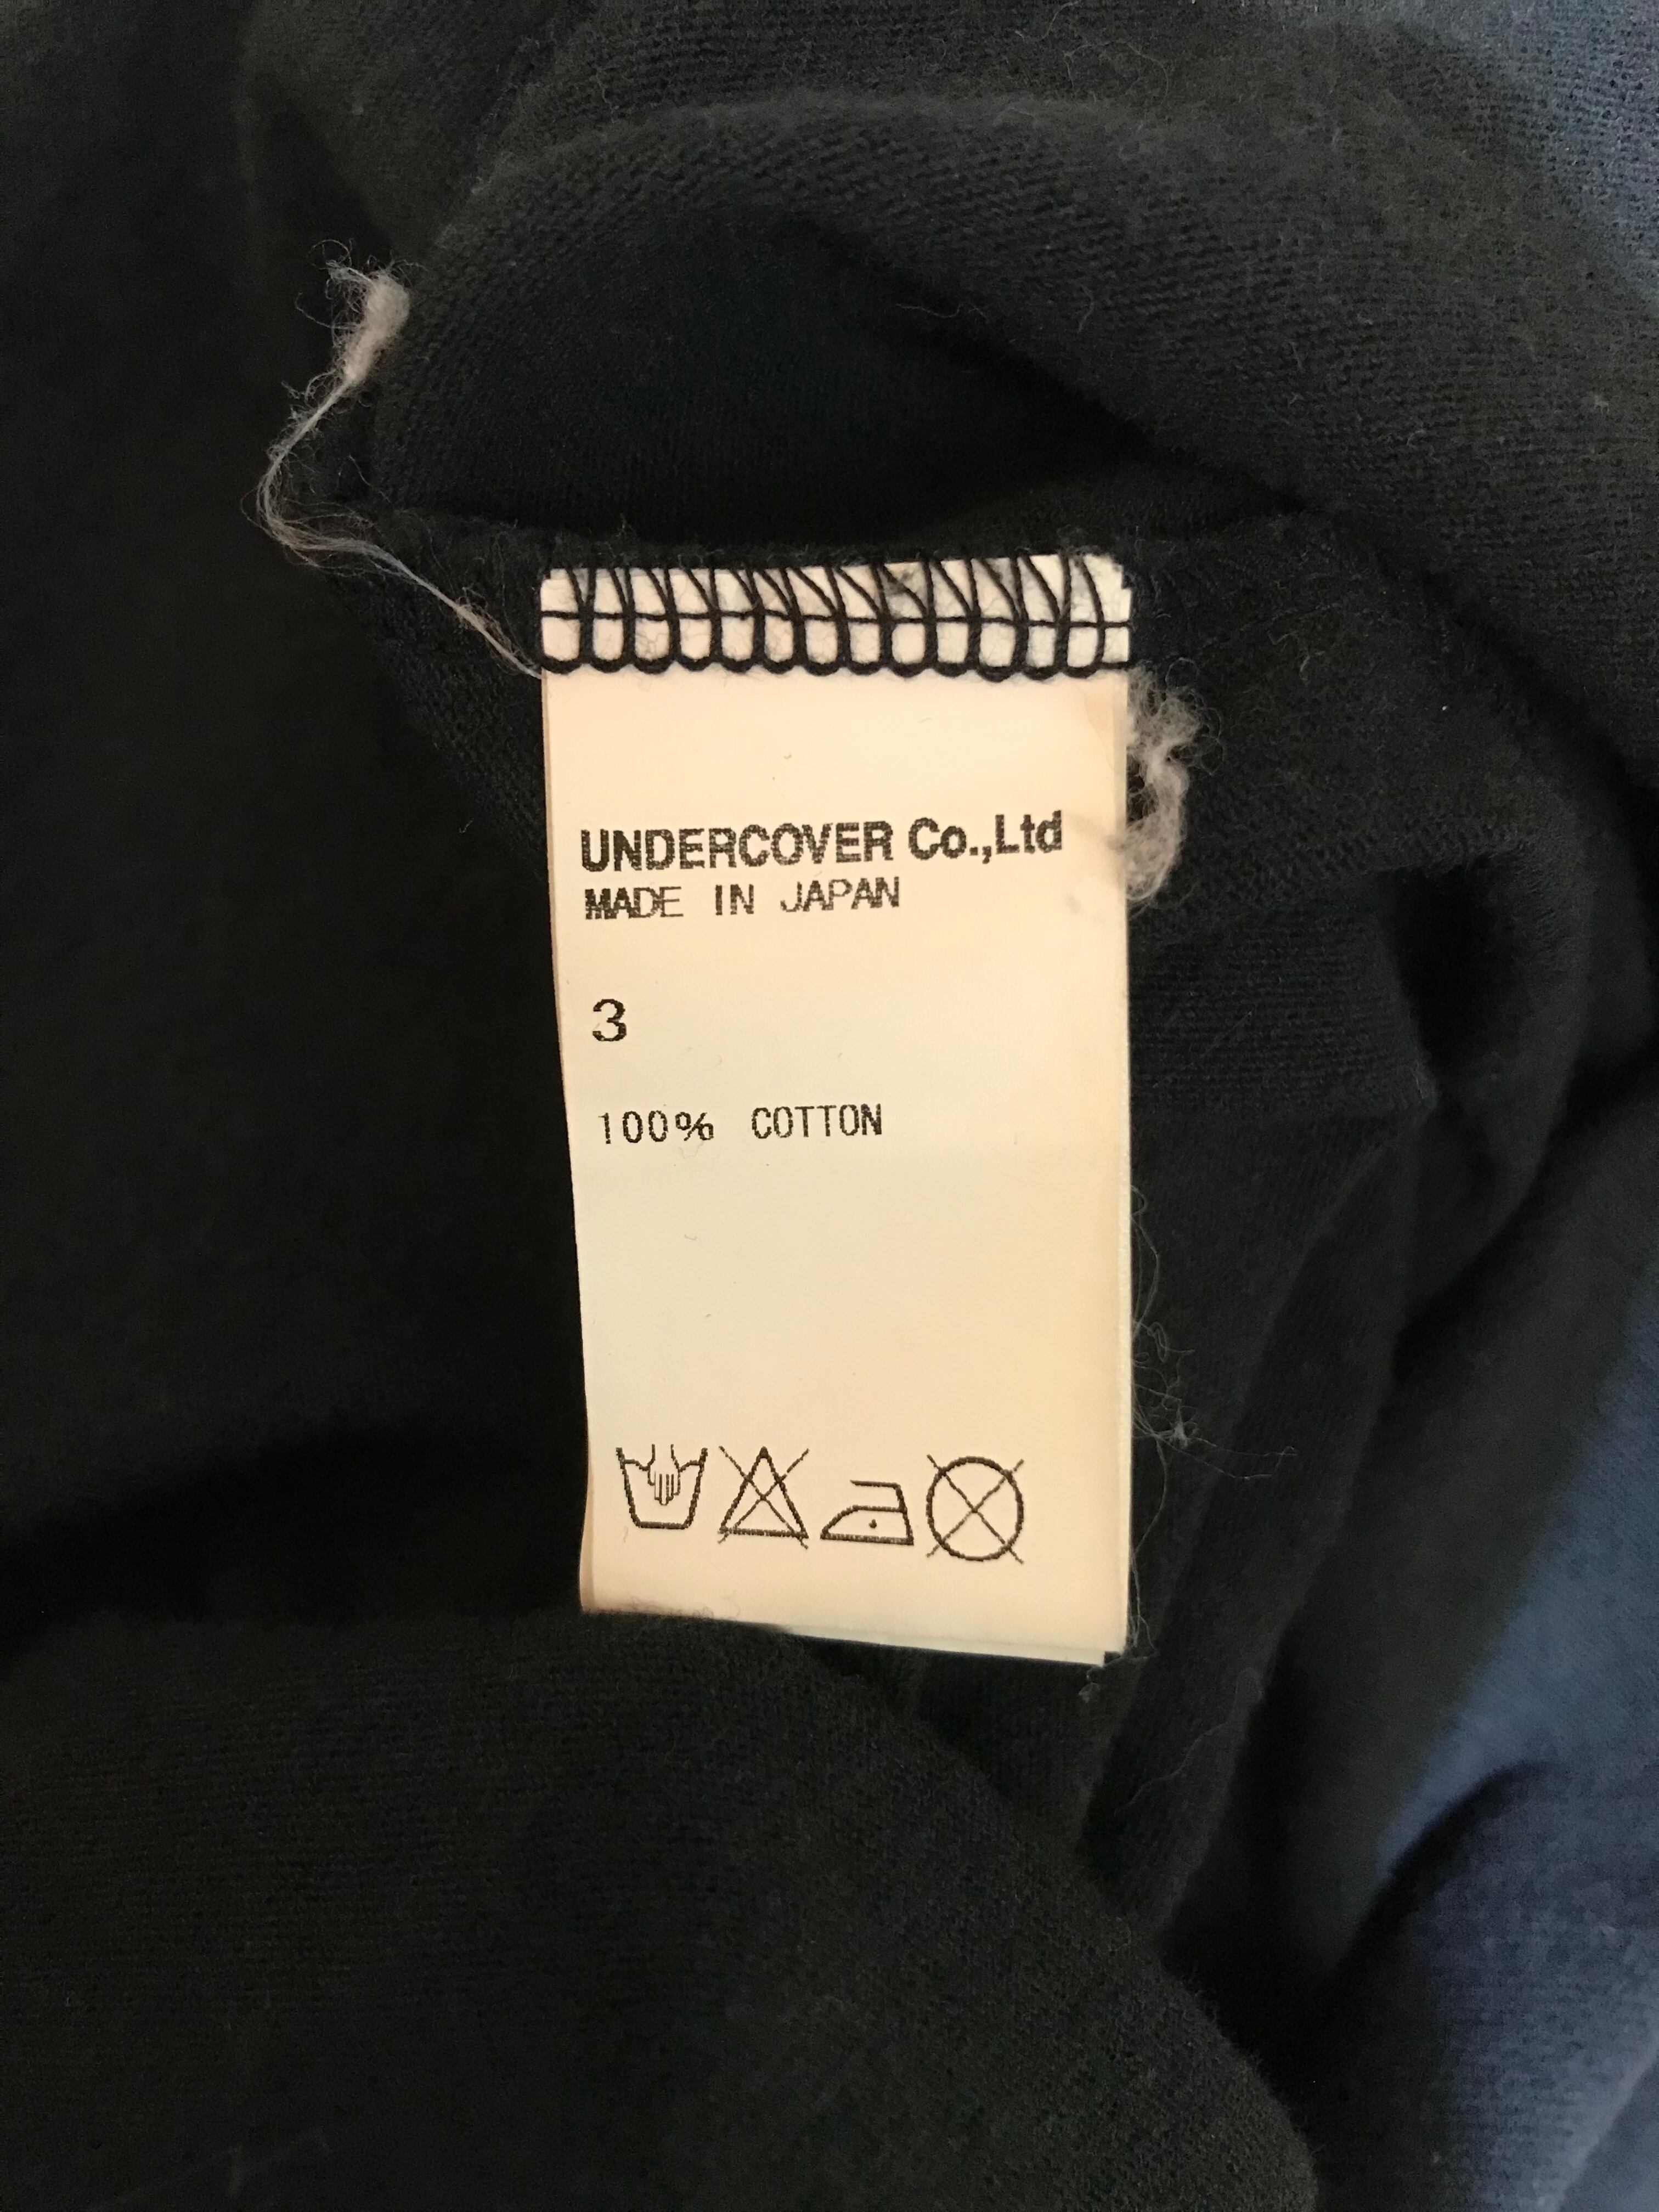 UNDERCOVER Co.,Ltd
MADE IN JAPAN
3
100% COTTON